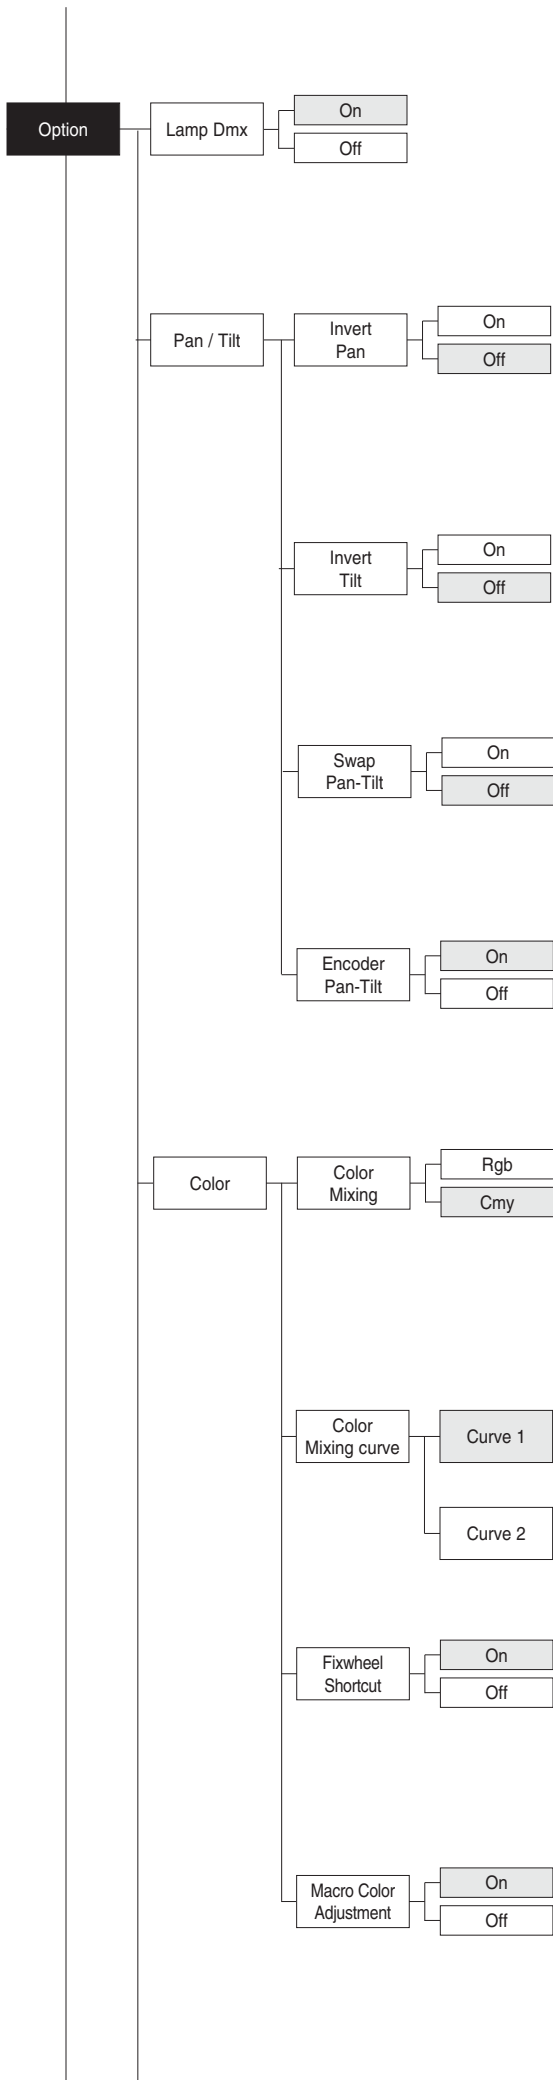 Option
Lamp Dmx
On
Off
Pan / Tilt
Invert
Pan
On
Off
Invert
Tilt
On
Off
Swap
Pan-Tilt
On
Off
Encoder
Pan-Tilt
On
Off
Color
Color
Mixing
Rgb
Cmy
Color
Mixing curve
Curve 1
Curve 2
Fixwheel
Shortcut
On
Off
Macro Color
Adjustment
On
Off